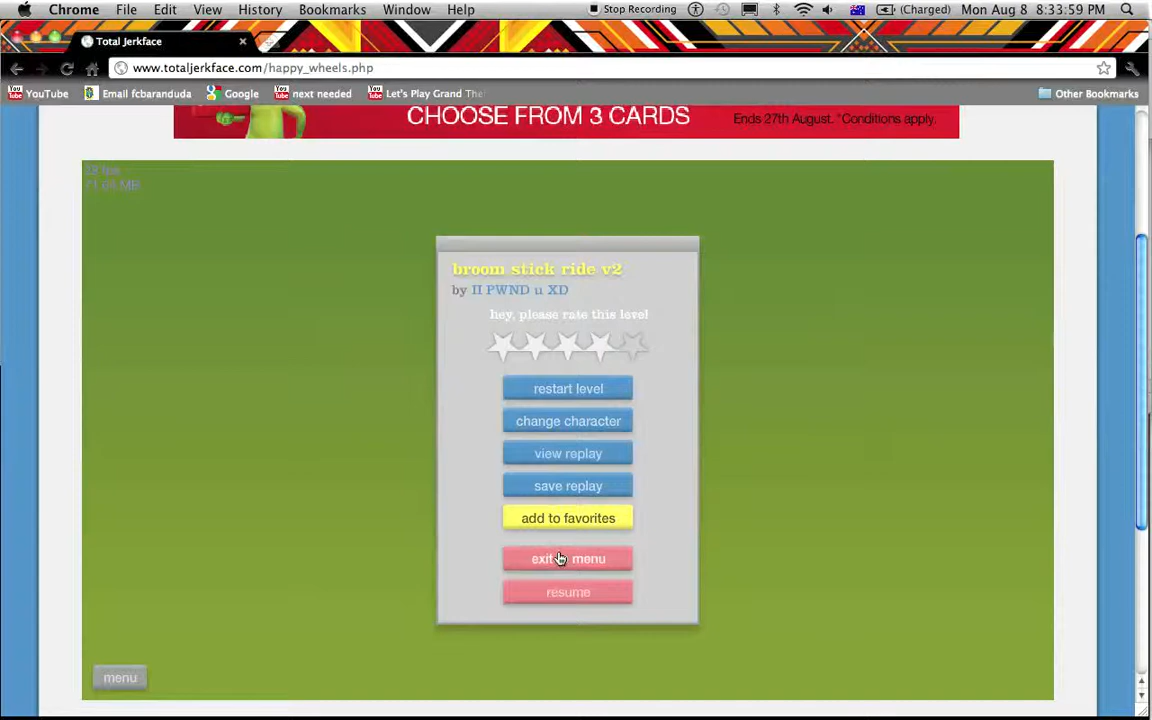 Chrome File Edit View History Bookmarks Window Help Stop Recording (Charged) Mon Aug 8 8:33:59 PM
Total Jerkface
www.totaljerkface.com/happy_wheels.php
YouTube Email fcbaranduda Google next needed Let's Play Grand The Other Bookmarks
CHOOSE FROM 3 CARDS Ends 27th August. *Conditions apply.
broom stick ride v2
by II PWND u XD
hey, please rate this level
restart level
change character
view replay
save replay
add to favorites
exit menu
resume
menu